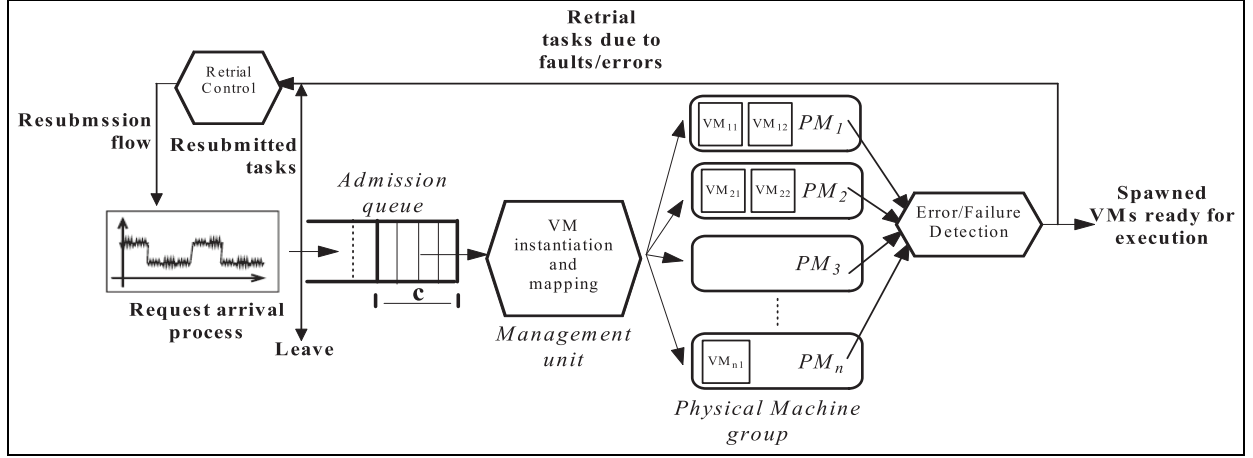 Retrial
tasks due to
faults/errors
Retrial
Control
Resubmssion
flow
Resubmitted
tasks
Admission
queue
c
Request arrival
process
Leave
VM
instantiation
and
mapping
Management
unit
VM11 VM12 PM1
VM21 VM22 PM2
PM3
VMn1 PMn
Physical Machine
group
Error/Failure
Detection
Spawned
VMs ready for
execution